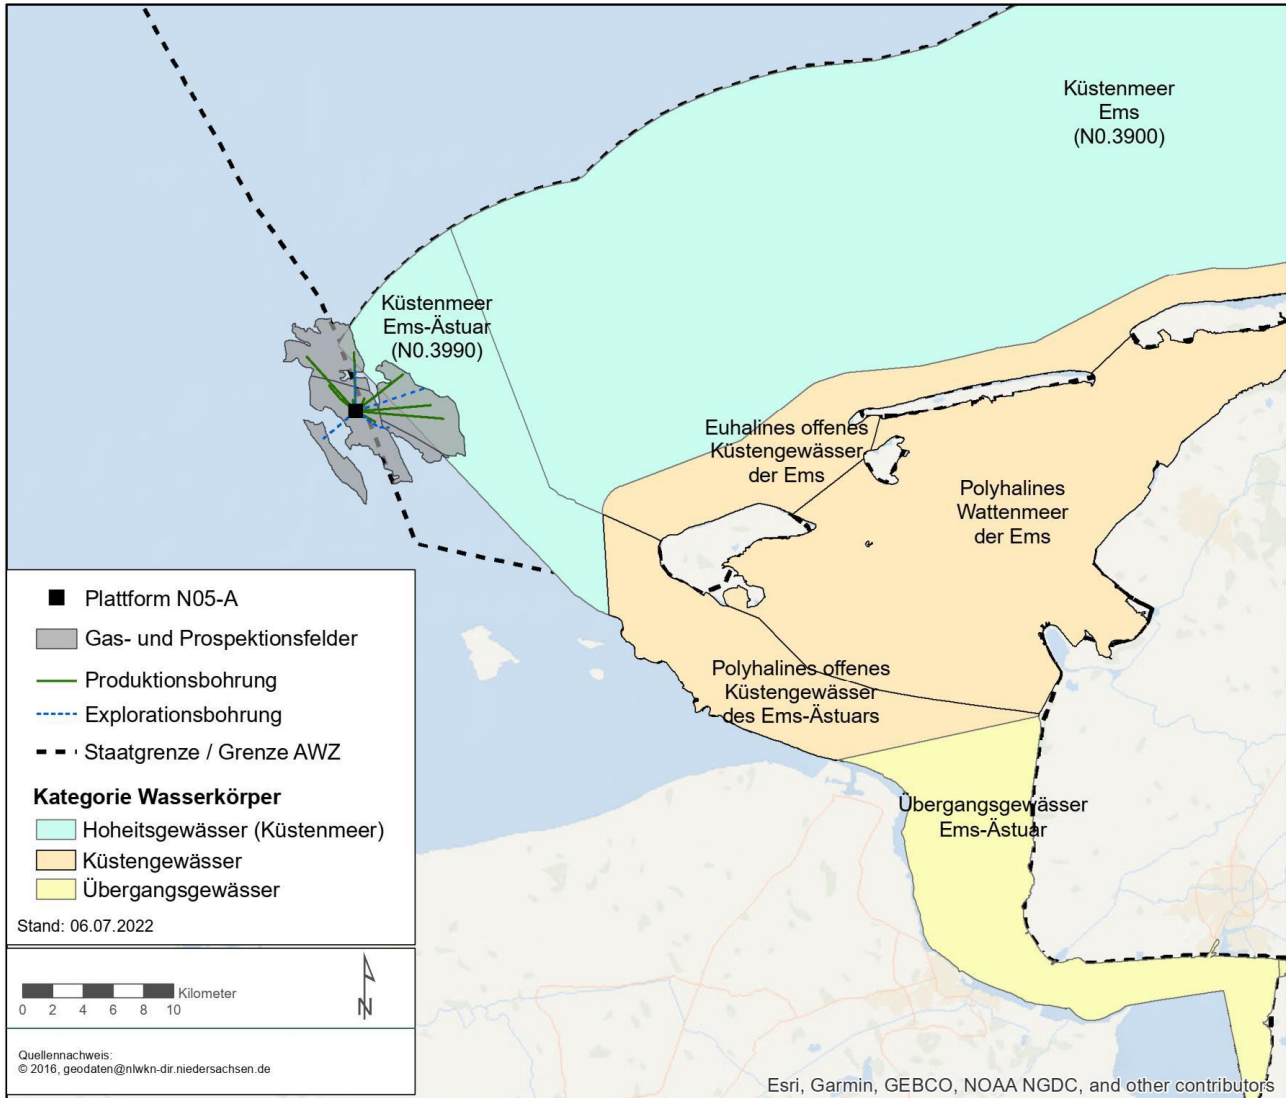 Küstenmeer
Ems
(N0.3900)
Küstenmeer
Ems-Ästuar
(N0.3990)
Euhalines offenes
Küstengewässer
der Ems
Polyhalines
Wattenmeer
der Ems
Polyhalines offenes
Küstengewässer
des Ems-Ästuars
Übergangsgewässer
Ems-Ästuar
Plattform N05-A
Gas- und Prospektionsfelder
Produktionsbohrung
Explorationsbohrung
Staatgrenze / Grenze AWZ
Kategorie Wasserkörper
Hoheitsgewässer (Küstenmeer)
Küstengewässer
Übergangsgewässer
Stand: 06.07.2022
Kilometer
0 2 4 6 8 10
N
Quellennachweis:
© 2016, geodaten@nlwkn-dir.niedersachsen.de
Esri, Garmin, GEBCO, NOAA NGDC, and other contributors